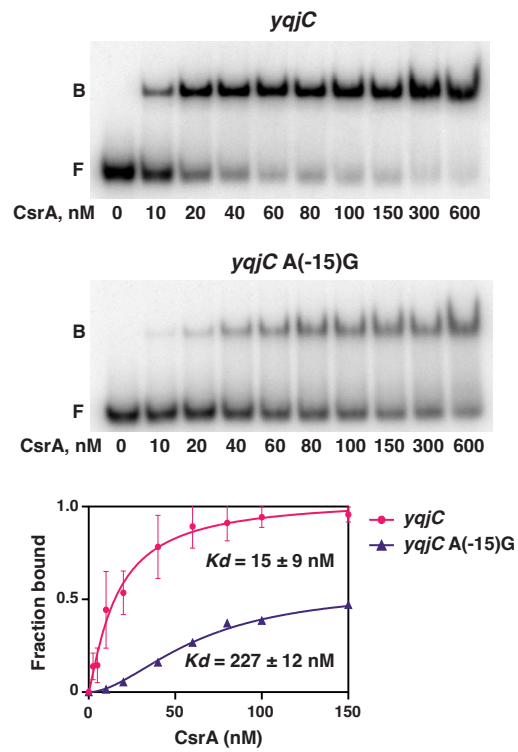 yqjC
B
F
CsrA, nM 0 10 20 40 60 80 100 150 300 600
yqjC A(-15)G
B
F
CsrA, nM 0 10 20 40 60 80 100 150 300 600
Fraction bound
1.0
0.5
0
Kd = 15 ± 9 nM
Kd = 227 ± 12 nM
yqjC
yqjC A(-15)G
0 50 100 150
CsrA (nM)